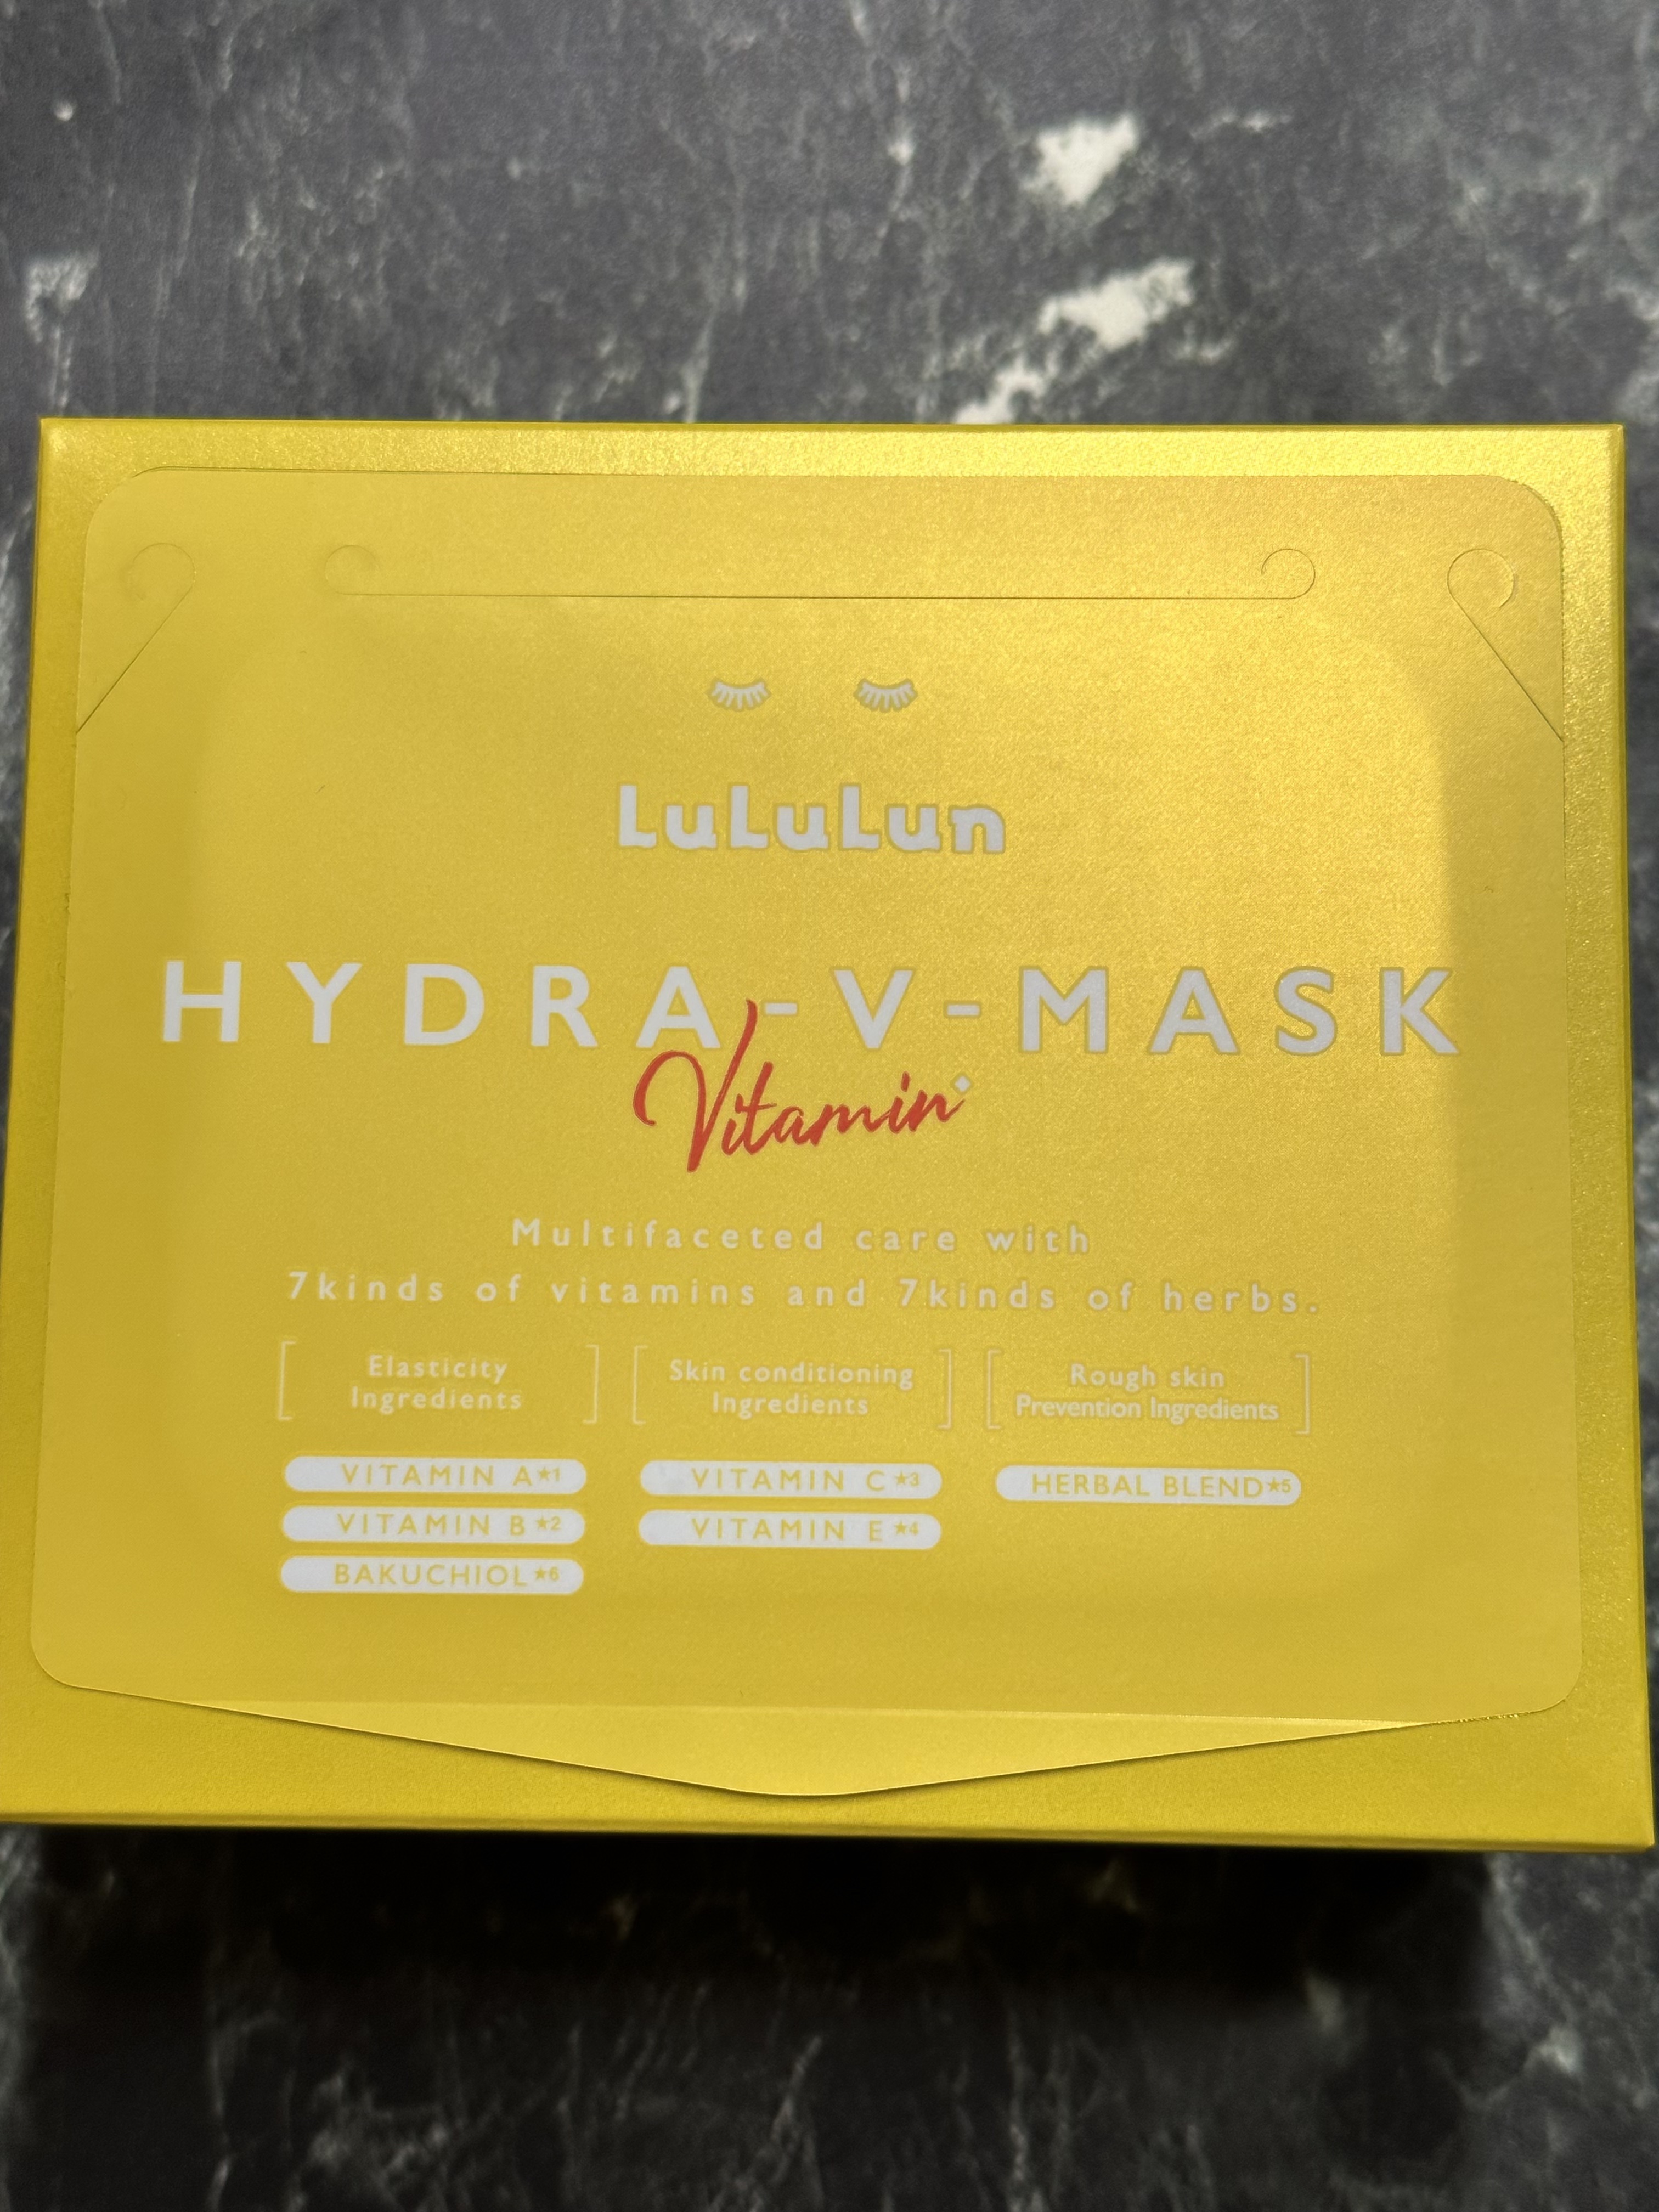 LuLuLun
HYDRA-V-MASK
Vitamin
Multifaceted care with
7kinds of vitamins and 7kinds of herbs.
Elasticity
Ingredients
VITAMIN A★1
VITAMIN B★2
BAKUCHIOL★6
Skin conditioning
Ingredients
VITAMIN C★3
VITAMIN E★4
Rough skin
Prevention Ingredients
HERBAL BLEND★5